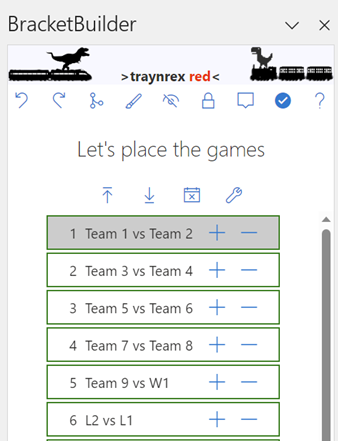 BracketBuilder
>traynrex red<
Let's place the games
1 Team 1 vs Team 2
2 Team 3 vs Team 4
3 Team 5 vs Team 6
4 Team 7 vs Team 8
5 Team 9 vs W1
6 L2 vs L1